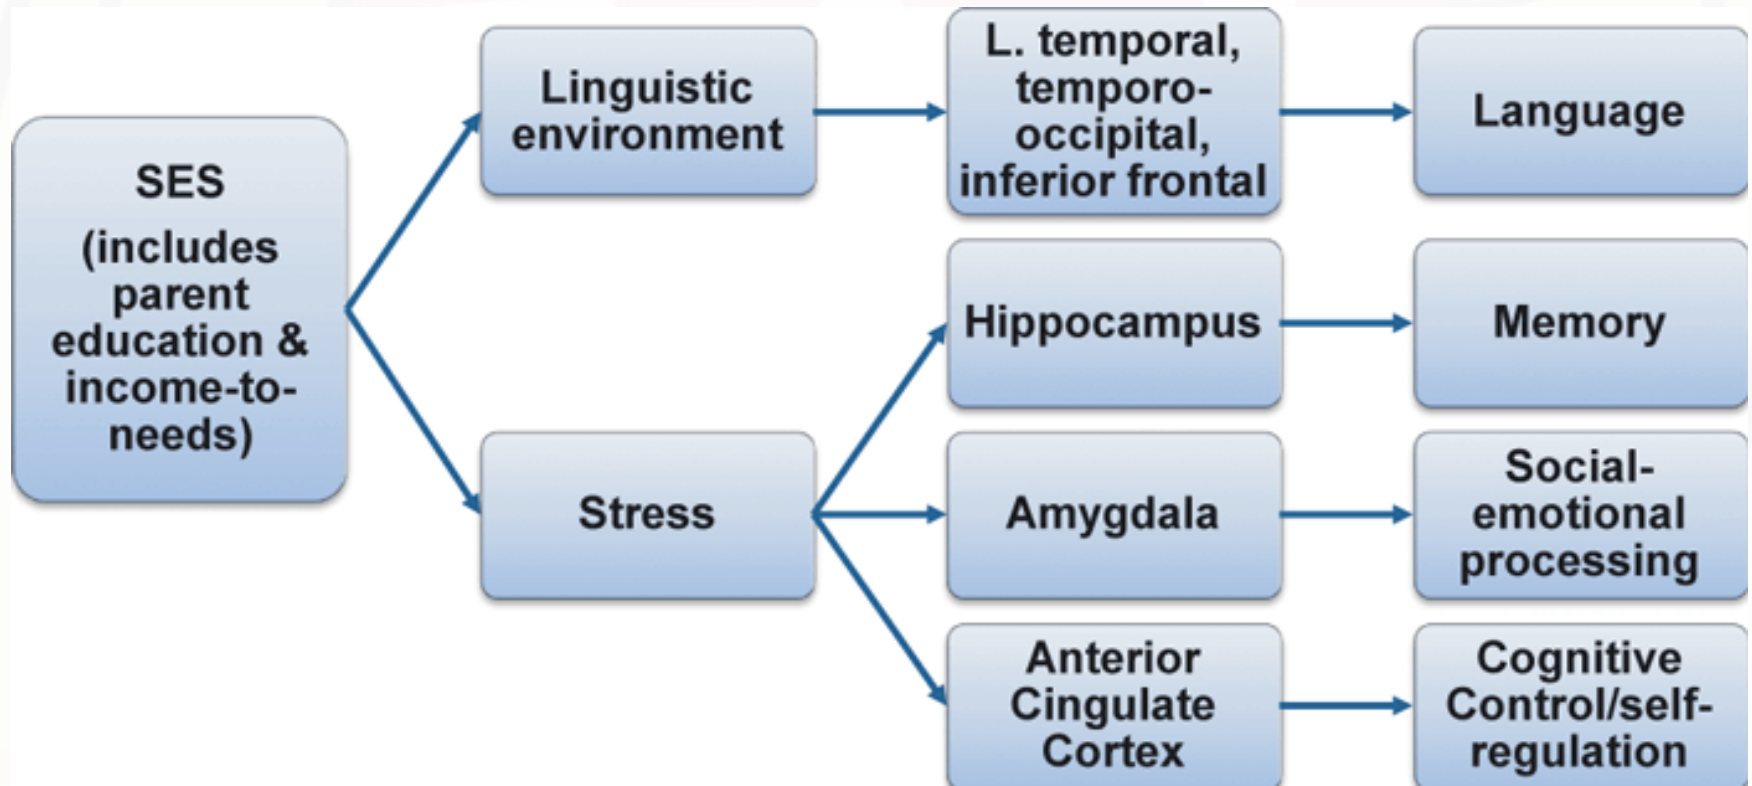 SES
(includes
parent
education &
income-to-
needs)
Linguistic
environment
Stress
L. temporal,
temporo-
occipital,
inferior frontal
Hippocampus
Amygdala
Anterior
Cingulate
Cortex
Language
Memory
Social-
emotional
processing
Cognitive
Control/self-
regulation